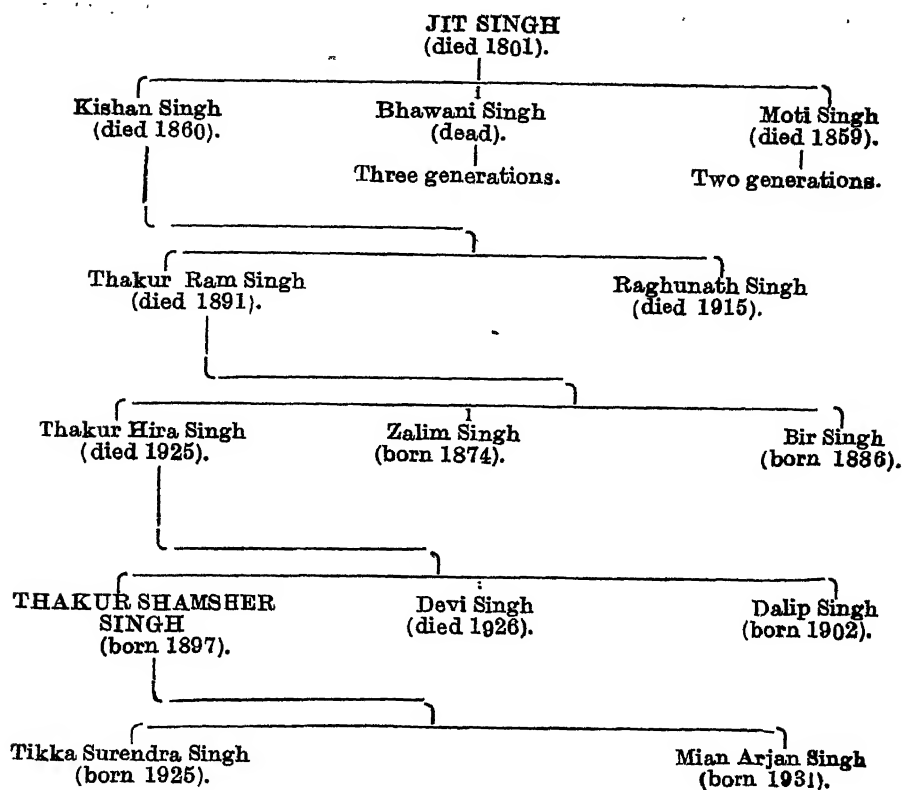 JIT SINGH
(died 1801).
Kishan Singh Bhawani Singh Moti Singh
(died 1860). (dead). (died 1859).
Three generations. Two generations.
Thakur Ram Singh Raghunath Singh
(died 1891). (died 1915).
Thakur Hira Singh Zalim Singh Bir Singh
(died 1925). (born 1874). (born 1886).
THAKUR SHAMSHER Devi Singh Dalip Singh
SINGH (died 1926). (born 1902).
(born 1897).
Tikka Surendra Singh Mian Arjan Singh
(born 1925). (born 1931).